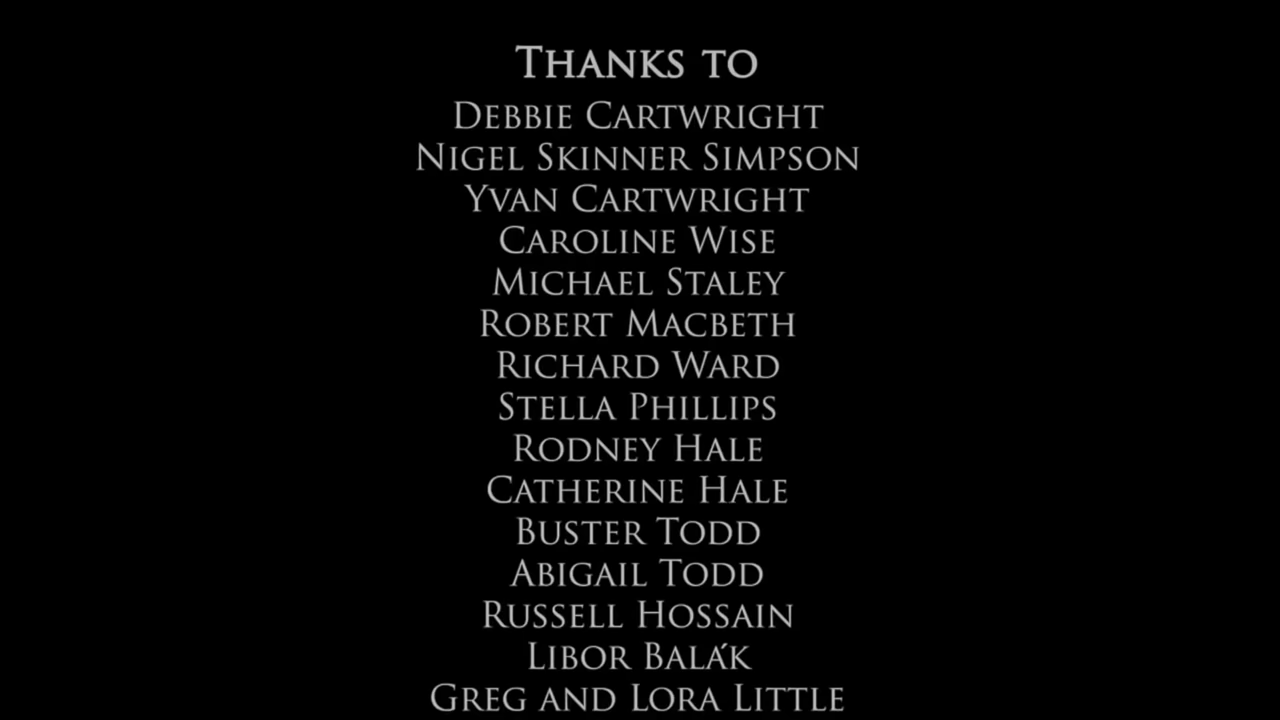 Thanks to
Debbie Cartwright
Nigel Skinner Simpson
Yvan Cartwright
Caroline Wise
Michael Staley
Robert Macbeth
Richard Ward
Stella Phillips
Rodney Hale
Catherine Hale
Buster Todd
Abigail Todd
Russell Hossain
Libor Balák
Greg and Lora Little